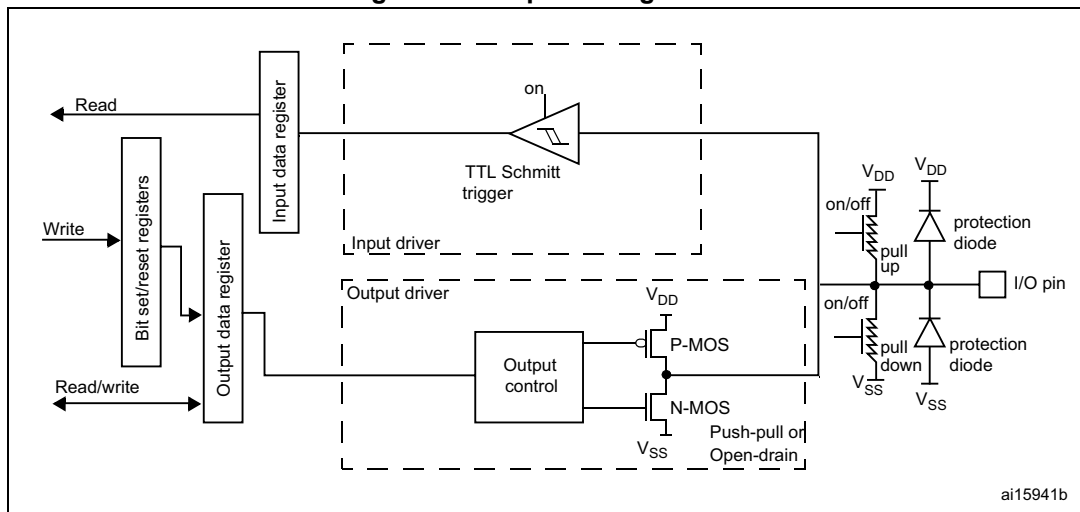 Read
Bit set/reset registers
Write
Output data register
Read/write
Input data register
on
TTL Schmitt
trigger
Input driver
Output driver
Output
control
VDD
P-MOS
N-MOS
VSS
Push-pull or
Open-drain
VDD
on/off
pull
up
on/off
pull
down
VSS
VDD
protection
diode
I/O pin
protection
diode
VSS
ai15941b